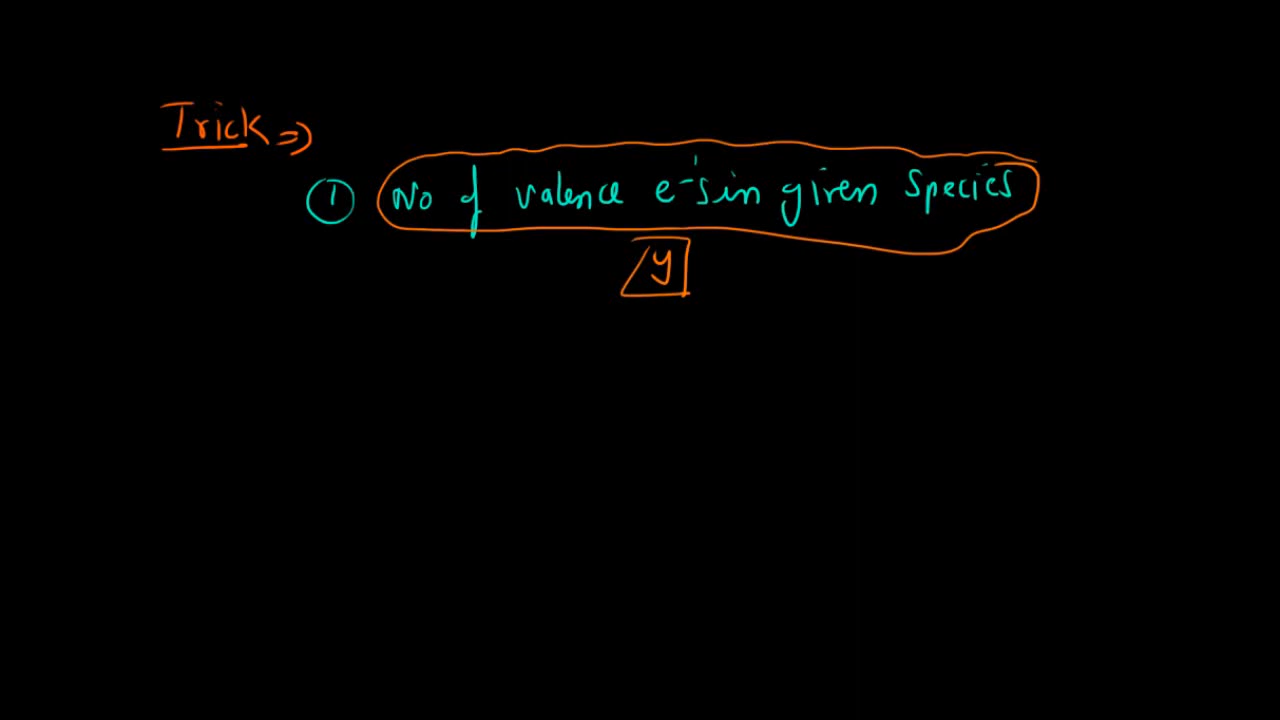 Trick ⇒
① No of valence e⁻'s in given species
y